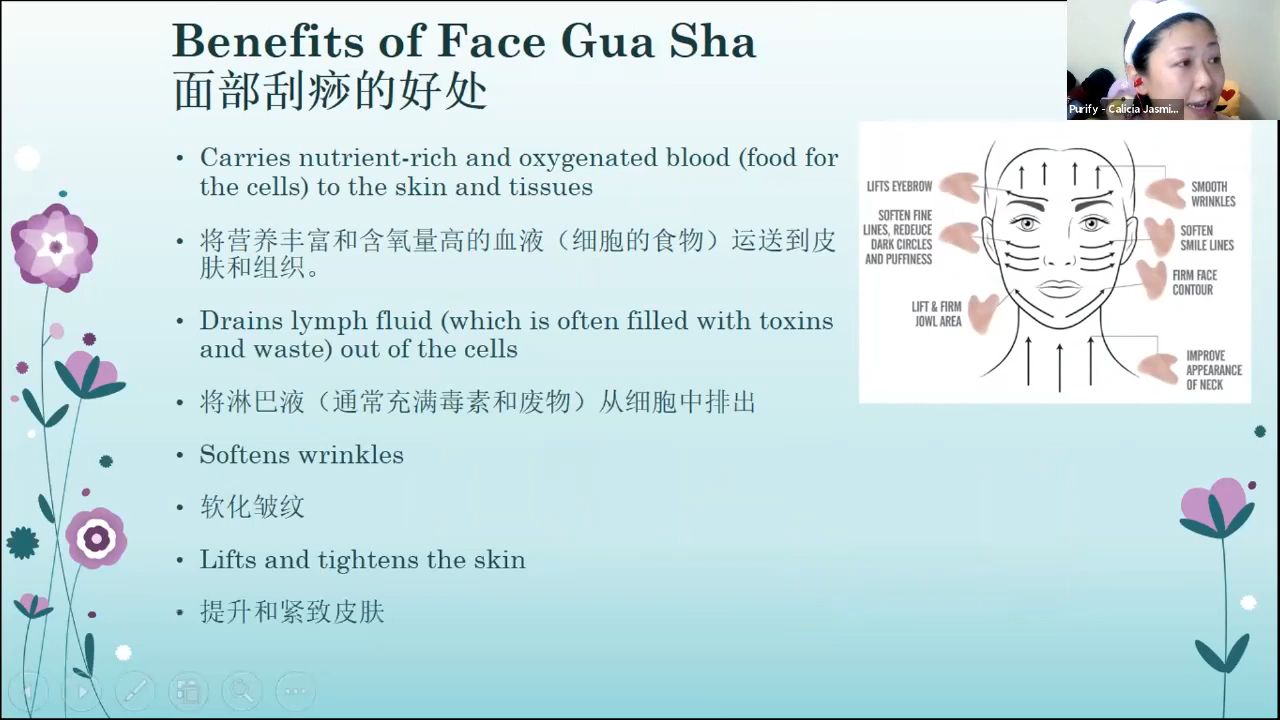 Benefits of Face Gua Sha
面部刮痧的好处
Purify - Calicia Jasmi...
• Carries nutrient-rich and oxygenated blood (food for
the cells) to the skin and tissues
• 将营养丰富和含氧量高的血液（细胞的食物）运送到皮
肤和组织。
• Drains lymph fluid (which is often filled with toxins
and waste) out of the cells
• 将淋巴液（通常充满毒素和废物）从细胞中排出
• Softens wrinkles
• 软化皱纹
• Lifts and tightens the skin
• 提升和紧致皮肤
LIFTS EYEBROW
SOFTEN FINE
LINES, REDEUCE
DARK CIRCLES
AND PUFFINESS
LIFT & FIRM
JOWL AREA
SMOOTH
WRINKLES
SOFTEN
SMILE LINES
FIRM FACE
CONTOUR
IMPROVE
APPEARANCE
OF NECK